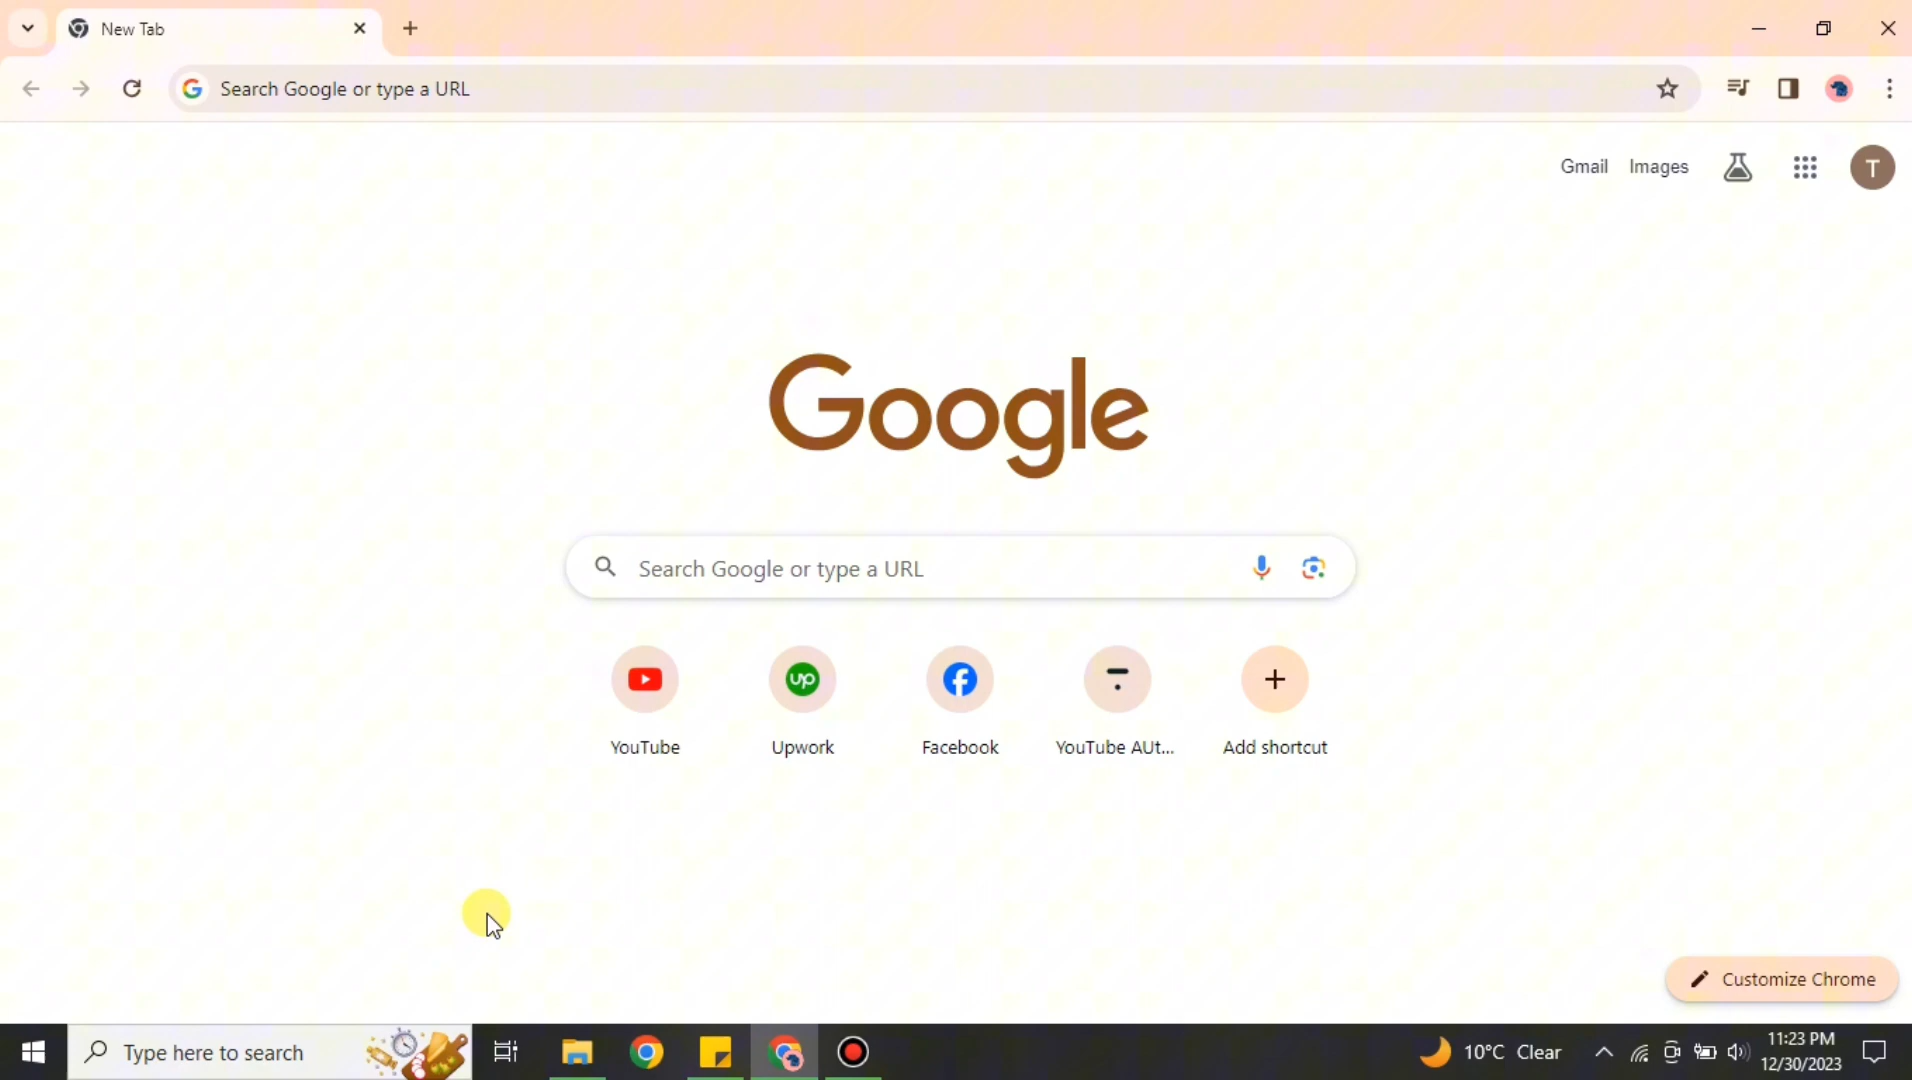 New Tab
Search Google or type a URL
Gmail Images
T
Google
Search Google or type a URL
up
YouTube Upwork Facebook YouTube AUt... Add shortcut
Customize Chrome
Type here to search
10°C Clear
11:23 PM
12/30/2023